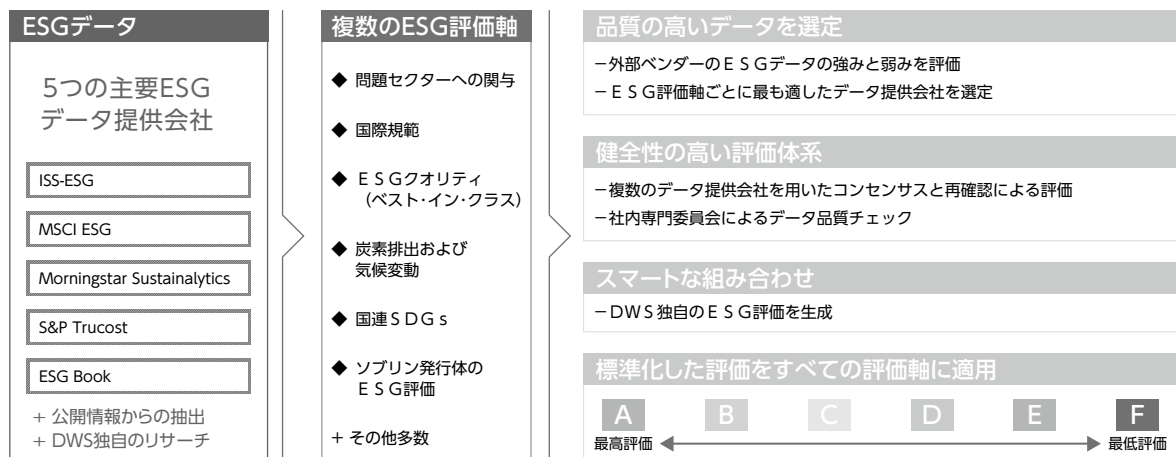 ESGデータ
5つの主要ESG
データ提供会社
ISS-ESG
MSCI ESG
Morningstar Sustainalytics
S&P Trucost
ESG Book
+ 公開情報からの抽出
+ DWS独自のリサーチ
複数のESG評価軸
◆ 問題セクターへの関与
◆ 国際規範
◆ ESGクオリティ
(ベスト・イン・クラス)
◆ 炭素排出および
気候変動
◆ 国連SDGs
◆ ソブリン発行体の
ESG評価
+ その他多数
品質の高いデータを選定
－外部ベンダーのESGデータの強みと弱みを評価
－ESG評価軸ごとに最も適したデータ提供会社を選定
健全性の高い評価体系
－複数のデータ提供会社を用いたコンセンサスと再確認による評価
－社内専門委員会によるデータ品質チェック
スマートな組み合わせ
－DWS独自のESG評価を生成
標準化した評価をすべての評価軸に適用
A B C D E F
最高評価 最低評価